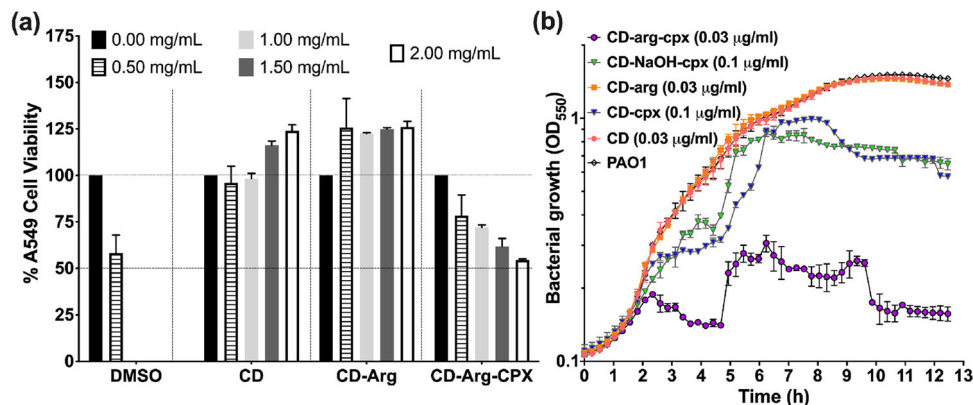 (a)
175
150
125
100
75
50
25
0
% A549 Cell Viability
0.00 mg/mL
0.50 mg/mL
1.00 mg/mL
1.50 mg/mL
2.00 mg/mL
DMSO
CD
CD-Arg
CD-Arg-CPX
(b)
CD-arg-cpx (0.03 μg/ml)
CD-NaOH-cpx (0.1 μg/ml)
CD-arg (0.03 μg/ml)
CD-cpx (0.1 μg/ml)
CD (0.03 μg/ml)
PAO1
Bacterial growth (OD550)
1
0.1
0 1 2 3 4 5 6 7 8 9 10 11 12 13
Time (h)